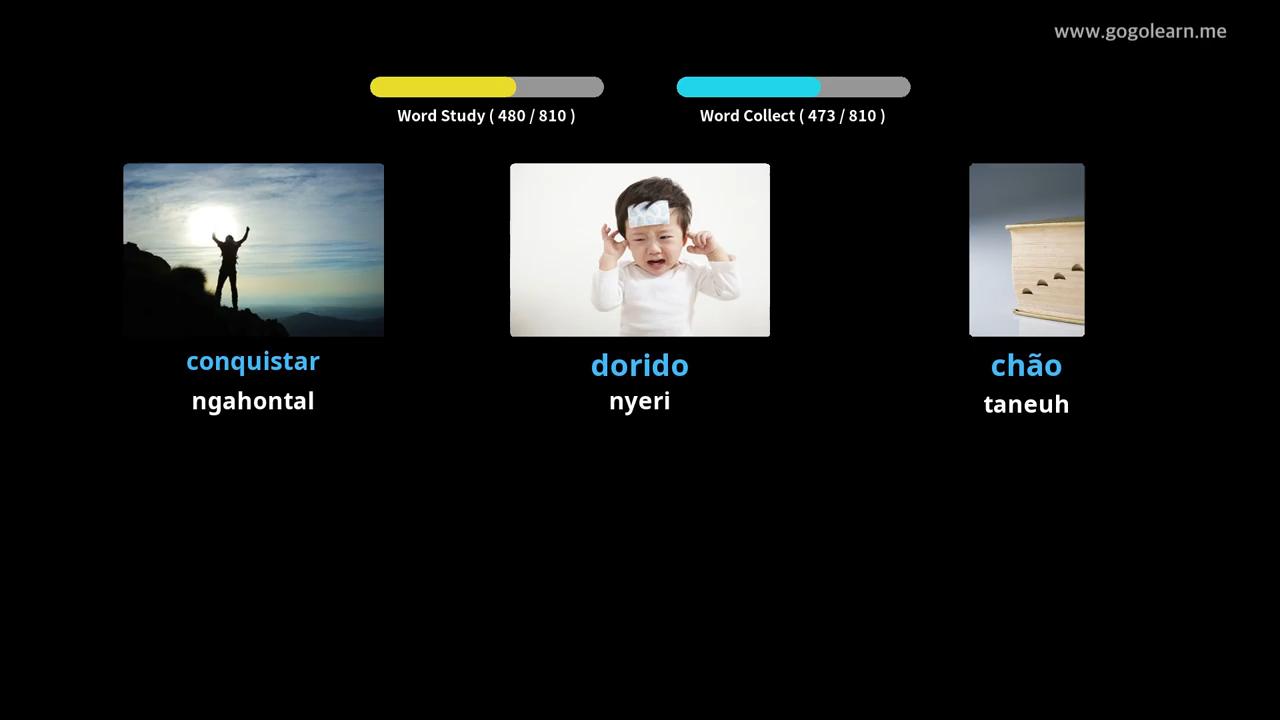 www.gogolearn.me
Word Study ( 480 / 810 )
Word Collect ( 473 / 810 )
conquistar
ngahontal
dorido
nyeri
chão
taneuh